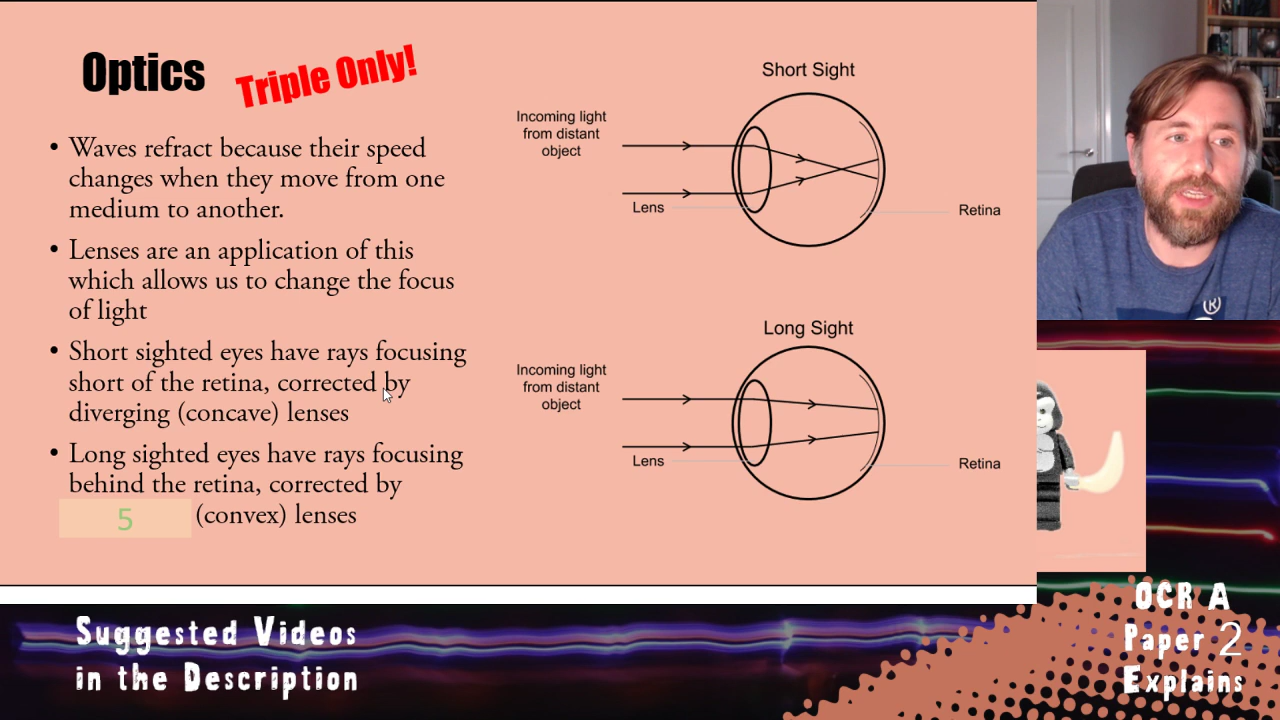 Optics
Triple Only!
• Waves refract because their speed
changes when they move from one
medium to another.
• Lenses are an application of this
which allows us to change the focus
of light
• Short sighted eyes have rays focusing
short of the retina, corrected by
diverging (concave) lenses
• Long sighted eyes have rays focusing
behind the retina, corrected by
5 (convex) lenses
Short Sight
Incoming light
from distant
object
Lens
Retina
Long Sight
Incoming light
from distant
object
Lens
Retina
®
Suggested Videos
in the Description
OCR A
Paper 2
Explains